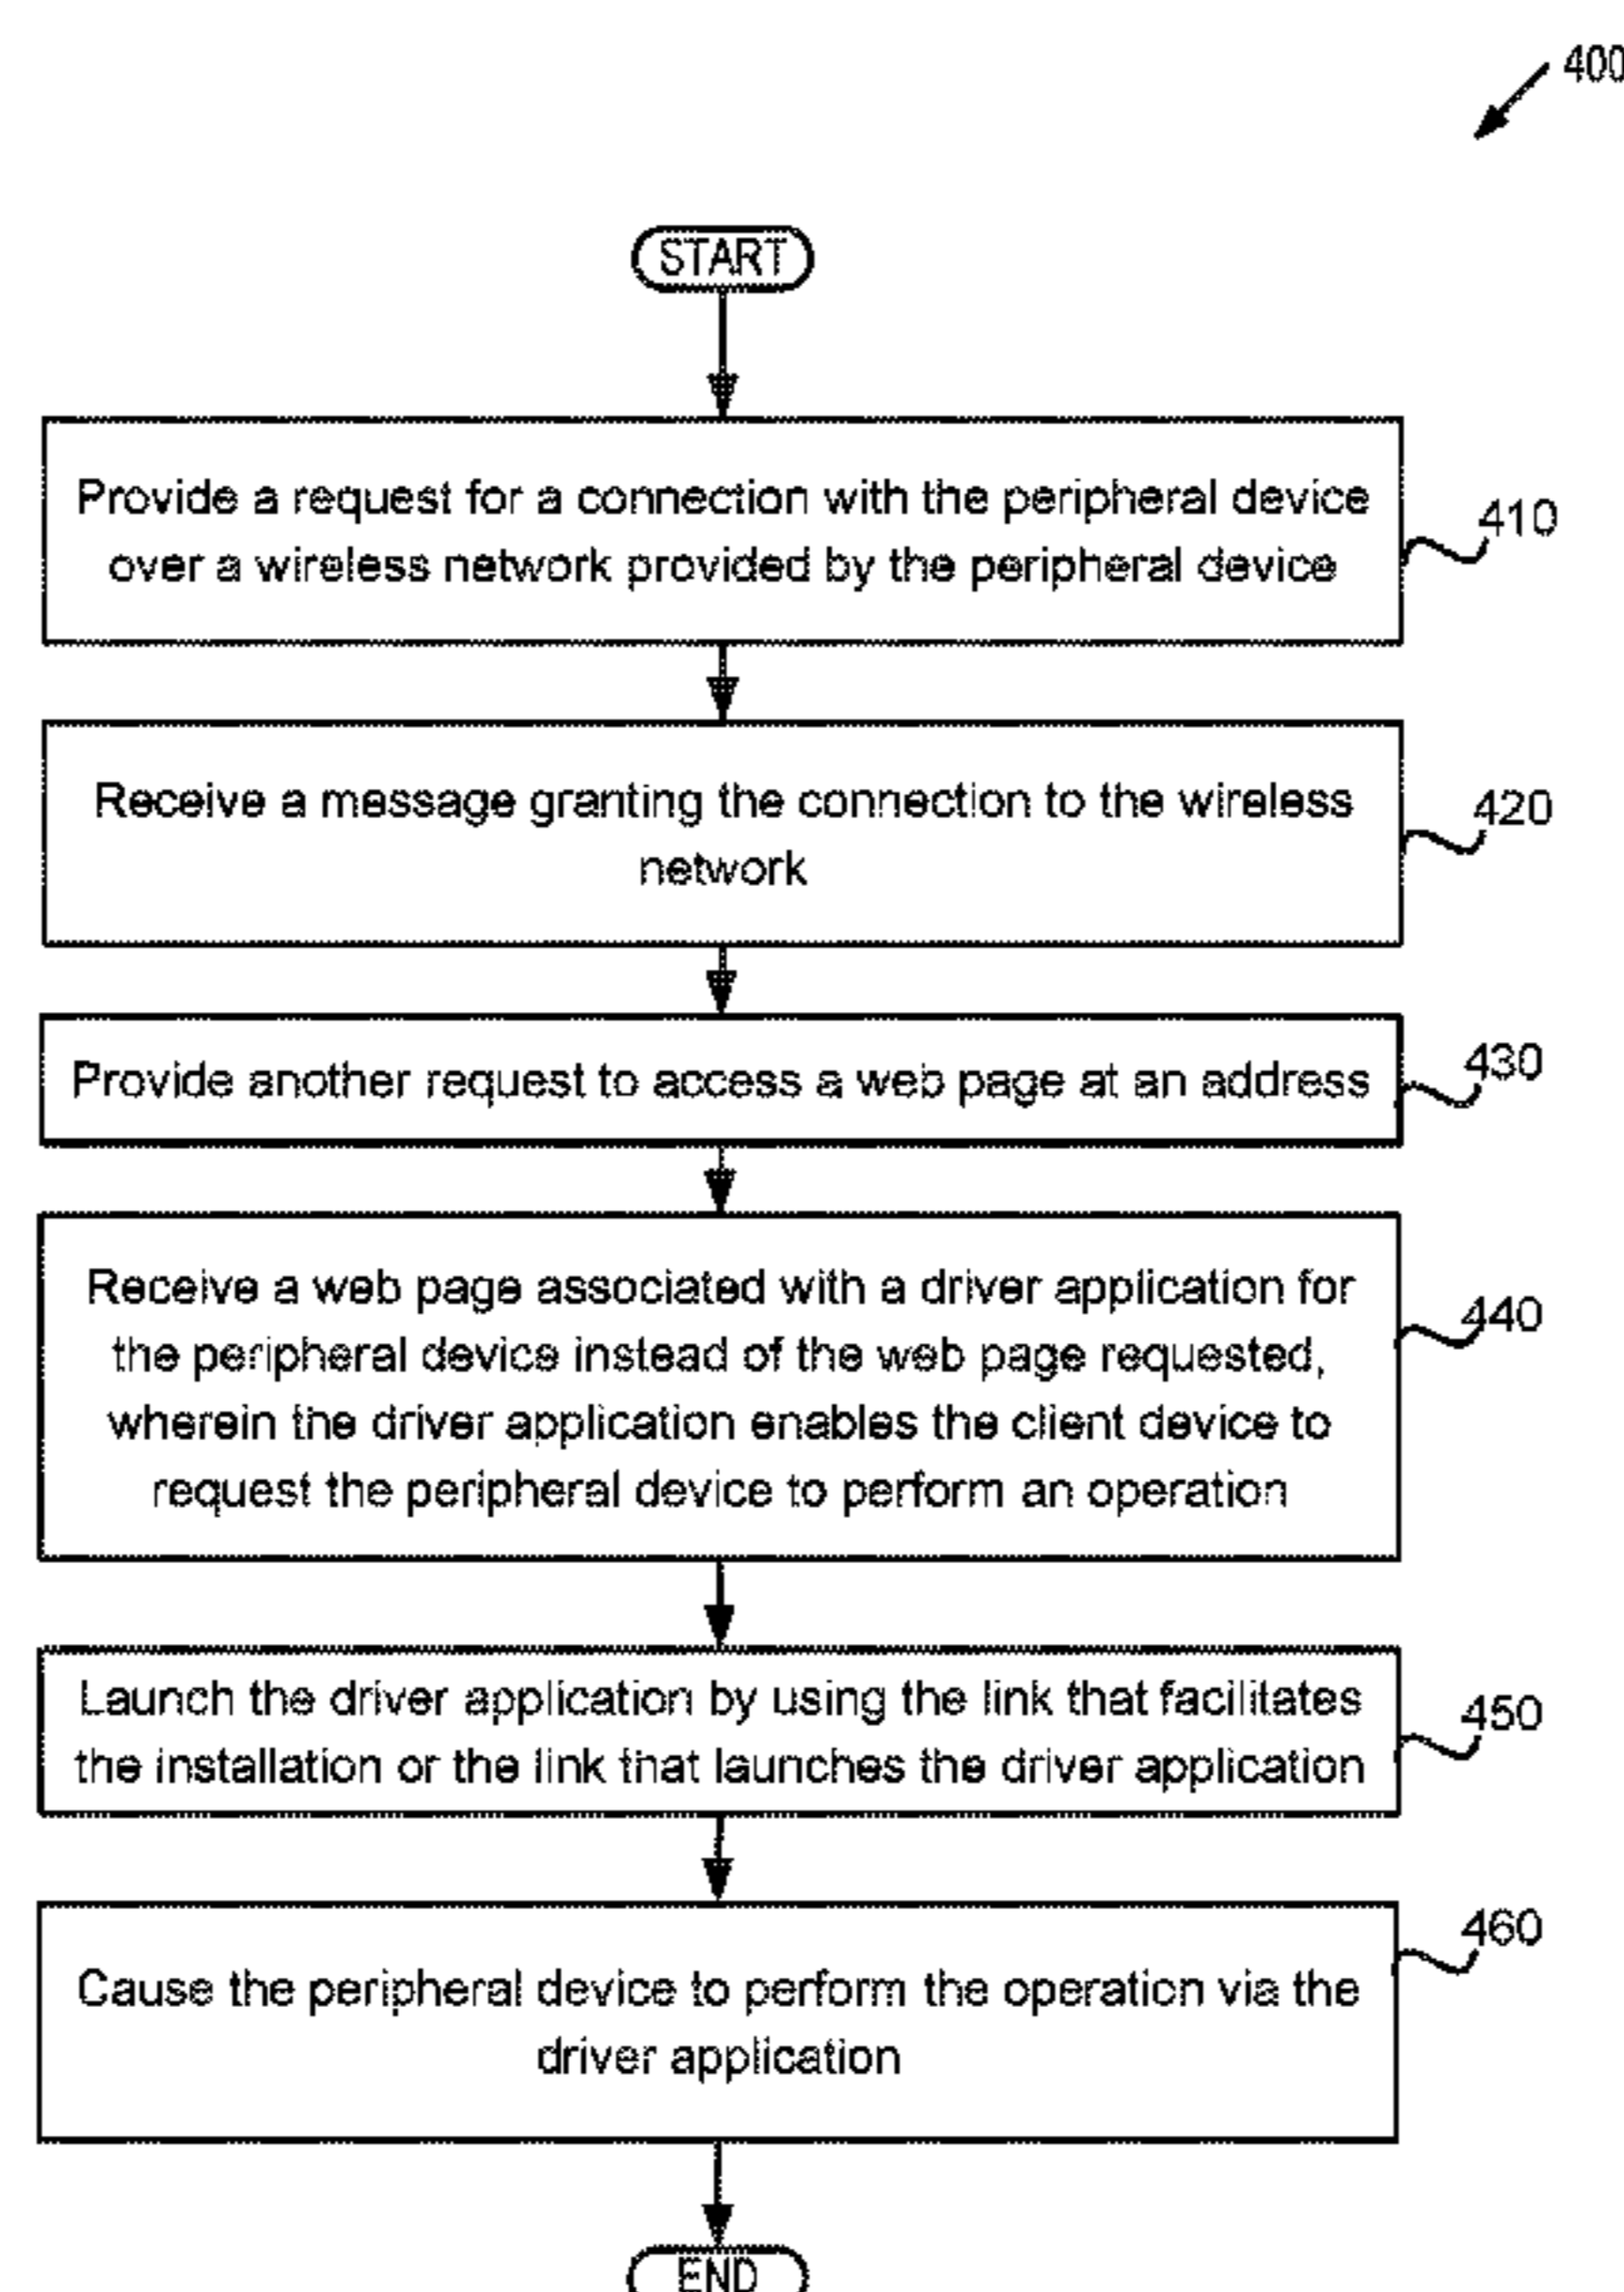 400
START
Provide a request for a connection with the peripheral device
over a wireless network provided by the peripheral device
410
Receive a message granting the connection to the wireless
network
420
Provide another request to access a web page at an address
430
Receive a web page associated with a driver application for
the peripheral device instead of the web page requested,
wherein the driver application enables the client device to
request the peripheral device to perform an operation
440
Launch the driver application by using the link that facilitates
the installation or the link that launches the driver application
450
Cause the peripheral device to perform the operation via the
driver application
460
END